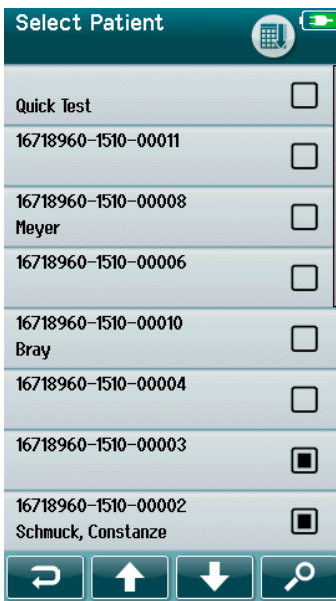 Select Patient
Quick Test
16718960-1510-00011
16718960-1510-00008
Meyer
16718960-1510-00006
16718960-1510-00010
Bray
16718960-1510-00004
16718960-1510-00003
16718960-1510-00002
Schmuck, Constanze